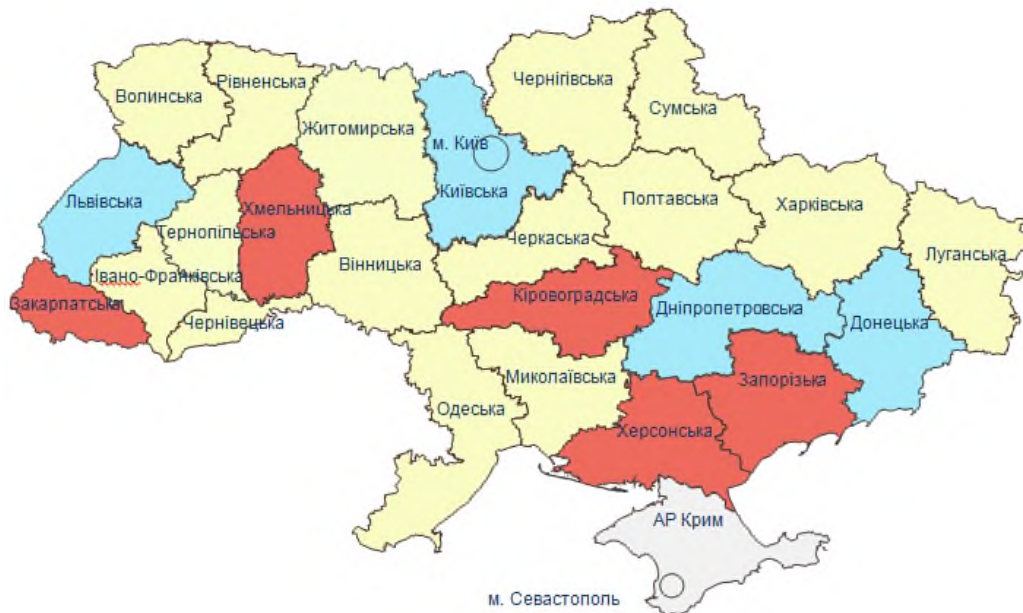 Чернігівська
Рівненська
Волинська
Сумська
Житомирська
м. Київ
Київська
Полтавська
Харківська
Львівська
Хмельницька
Тернопільська
Черкаська
Луганська
Вінницька
Івано-Франківська
Закарпатська
Кіровоградська
Дніпропетровська
Донецька
Чернівецька
Миколаївська
Запорізька
Одеська
Херсонська
АР Крим
м. Севастополь